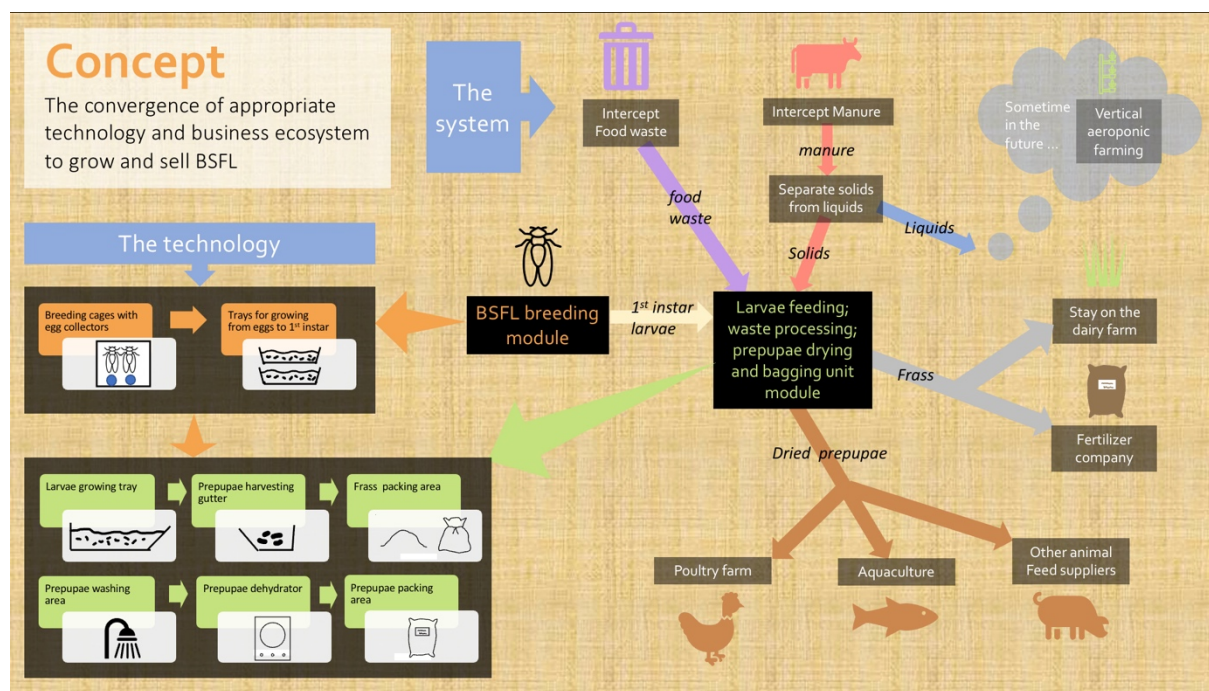 Concept
The convergence of appropriate
technology and business ecosystem
to grow and sell BSFL
The
system
Intercept
Food waste
Intercept Manure
manure
Separate solids
from liquids
Sometime
in the
future ...
Vertical
aeroponic
farming
food
waste
Solids
Liquids
The technology
Breeding cages with
egg collectors
Trays for growing
from eggs to 1st instar
BSFL breeding
module
1st instar
larvae
Larvae feeding;
waste processing;
prepupae drying
and bagging unit
module
Frass
Stay on the
dairy farm
Fertilizer
company
Dried prepupae
Poultry farm
Aquaculture
Other animal
Feed suppliers
Larvae growing tray
Prepupae harvesting
gutter
Frass packing area
Prepupae washing
area
Prepupae dehydrator
Prepupae packing
area